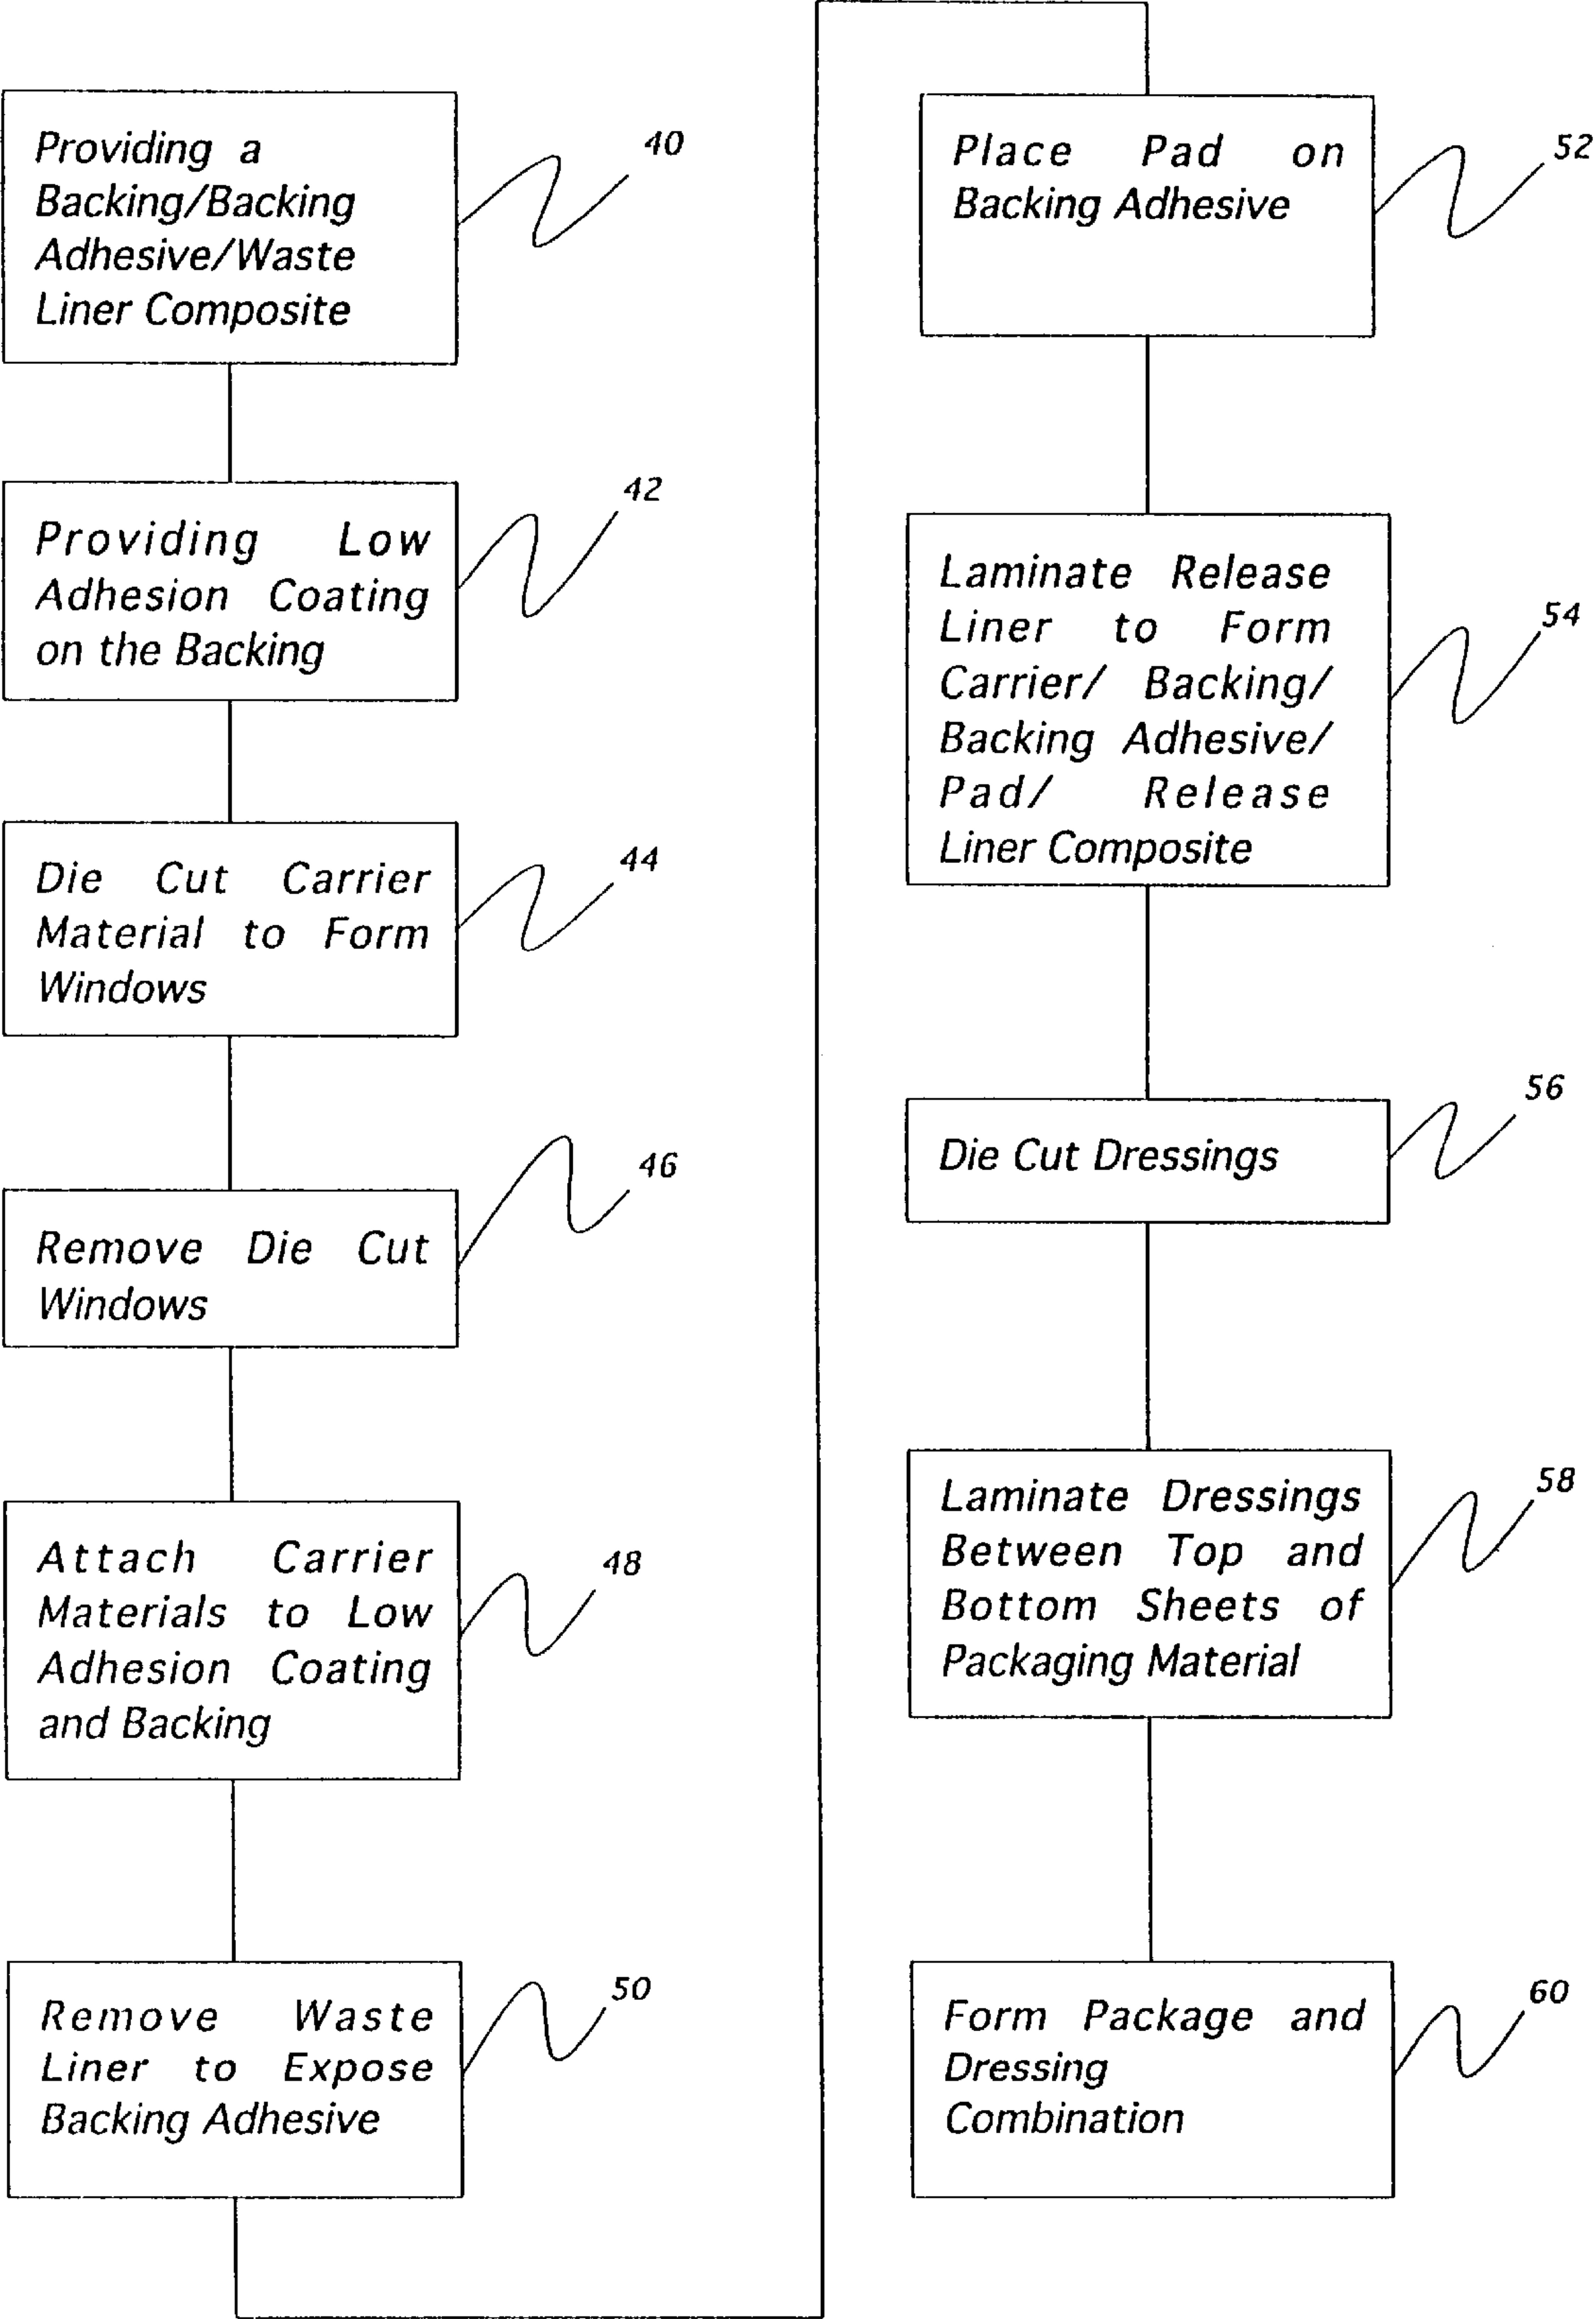 Providing a
Backing/Backing
Adhesive/Waste
Liner Composite
40
Providing Low
Adhesion Coating
on the Backing
42
Die Cut Carrier
Material to Form
Windows
44
Remove Die Cut
Windows
46
Attach Carrier
Materials to Low
Adhesion Coating
and Backing
48
Remove Waste
Liner to Expose
Backing Adhesive
50
Place Pad on
Backing Adhesive
52
Laminate Release
Liner to Form
Carrier/ Backing/
Backing Adhesive/
Pad/ Release
Liner Composite
54
Die Cut Dressings
56
Laminate Dressings
Between Top and
Bottom Sheets of
Packaging Material
58
Form Package and
Dressing
Combination
60